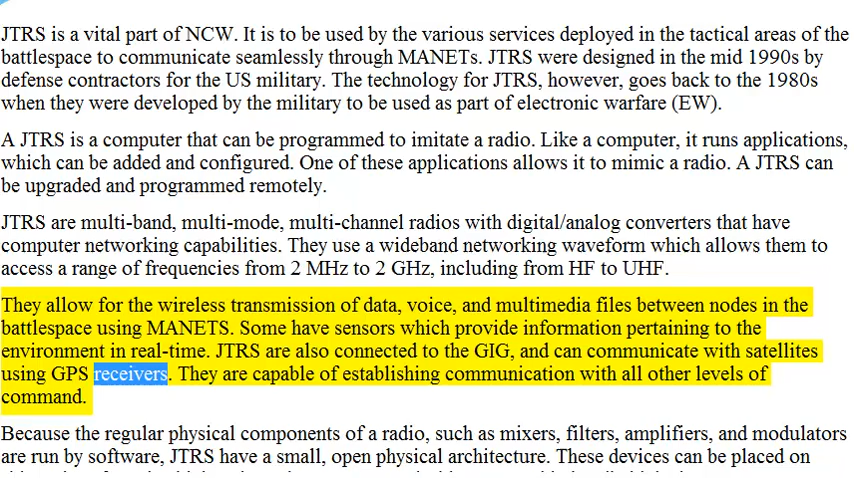 JTRS is a vital part of NCW. It is to be used by the various services deployed in the tactical areas of the
battlespace to communicate seamlessly through MANETs. JTRS were designed in the mid 1990s by
defense contractors for the US military. The technology for JTRS, however, goes back to the 1980s
when they were developed by the military to be used as part of electronic warfare (EW).
A JTRS is a computer that can be programmed to imitate a radio. Like a computer, it runs applications,
which can be added and configured. One of these applications allows it to mimic a radio. A JTRS can
be upgraded and programmed remotely.
JTRS are multi-band, multi-mode, multi-channel radios with digital/analog converters that have
computer networking capabilities. They use a wideband networking waveform which allows them to
access a range of frequencies from 2 MHz to 2 GHz, including from HF to UHF.
They allow for the wireless transmission of data, voice, and multimedia files between nodes in the
battlespace using MANETS. Some have sensors which provide information pertaining to the
environment in real-time. JTRS are also connected to the GIG, and can communicate with satellites
using GPS receivers. They are capable of establishing communication with all other levels of
command.
Because the regular physical components of a radio, such as mixers, filters, amplifiers, and modulators
are run by software, JTRS have a small, open physical architecture. These devices can be placed on